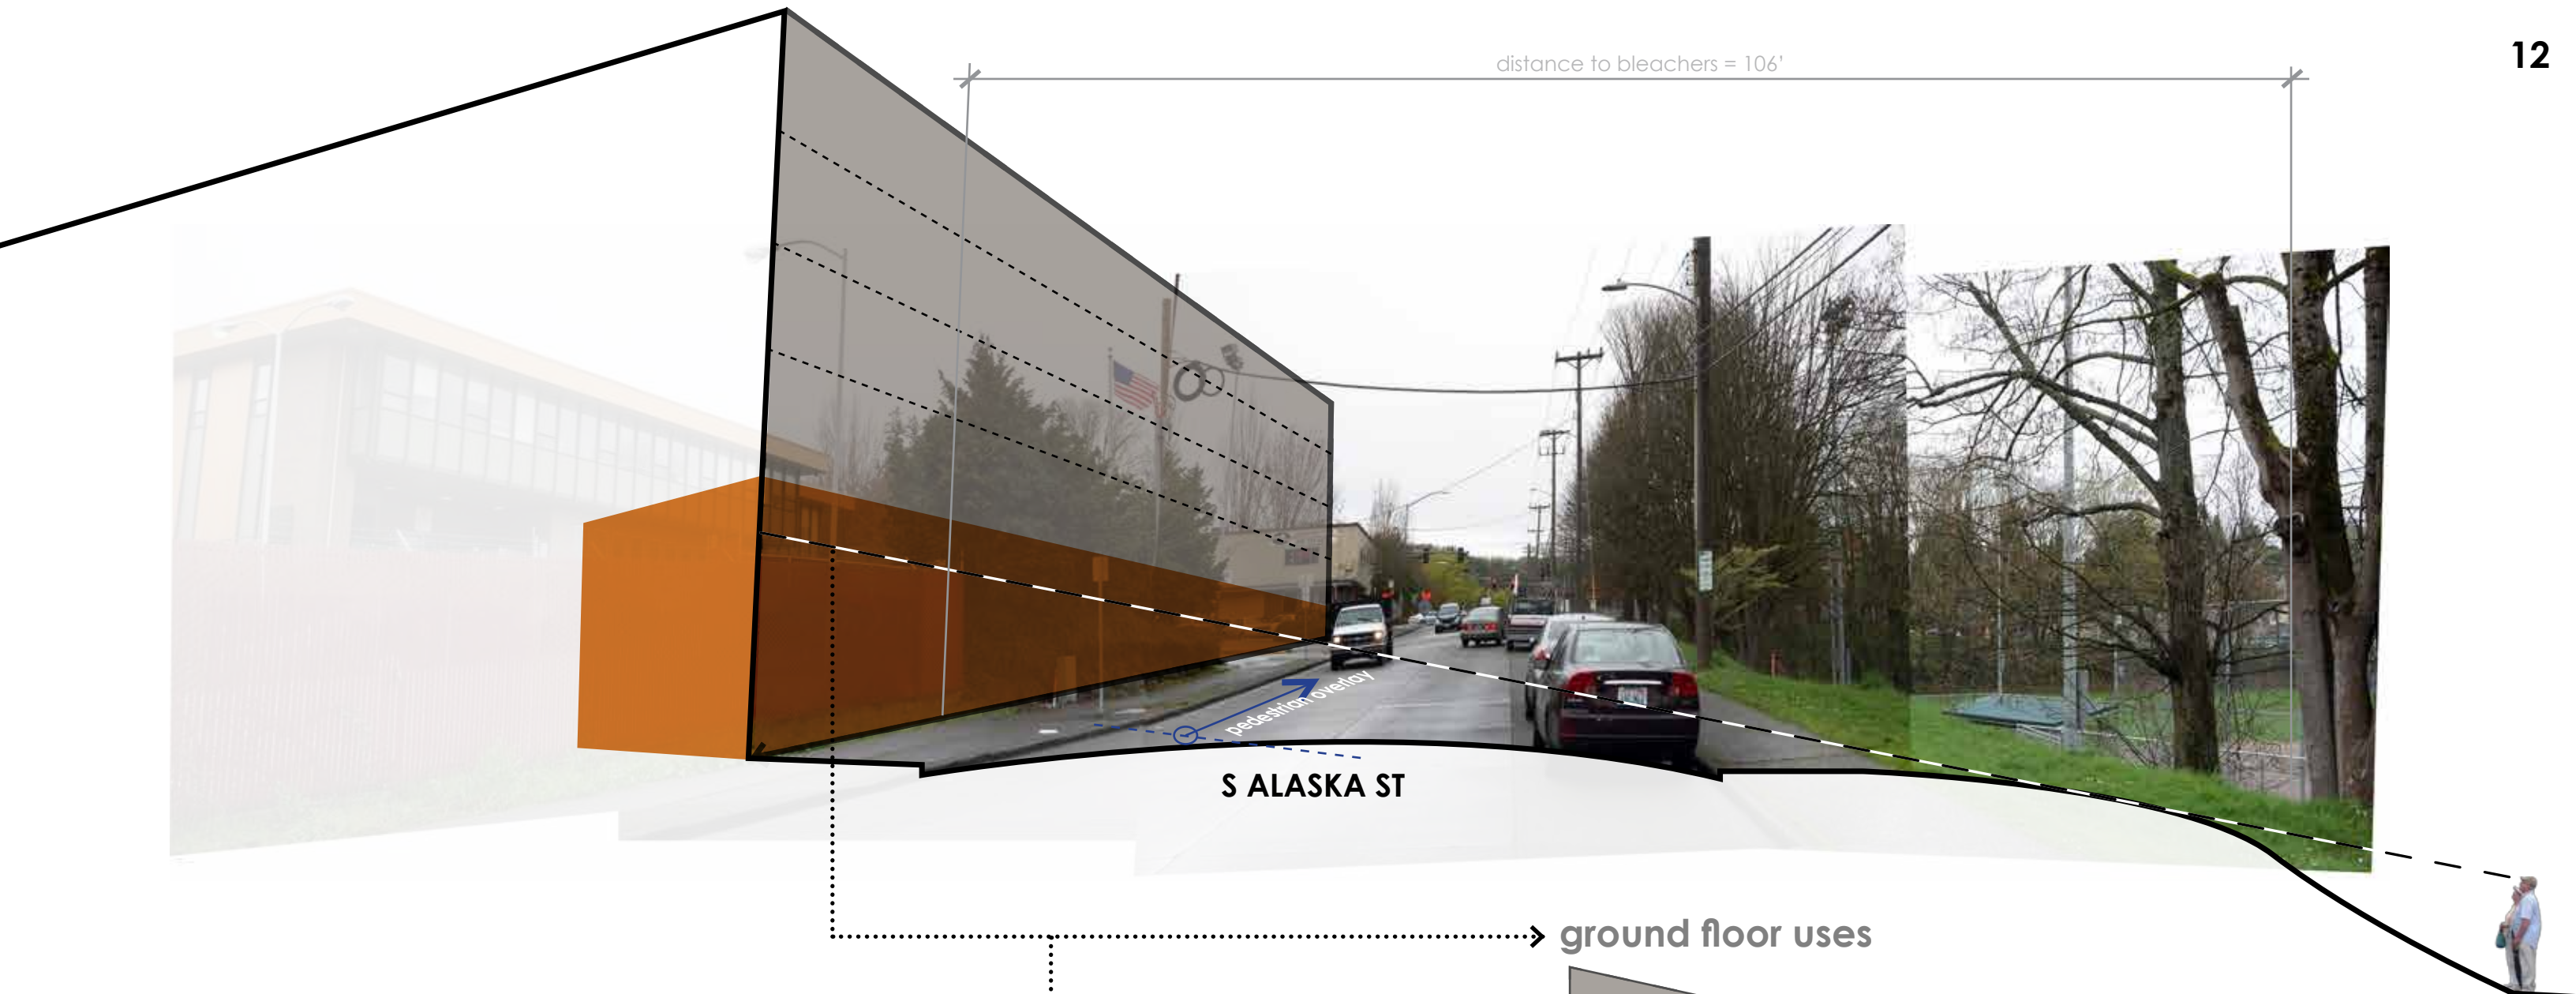 distance to bleachers = 106'
12
pedestrian overlay
S ALASKA ST
ground floor uses